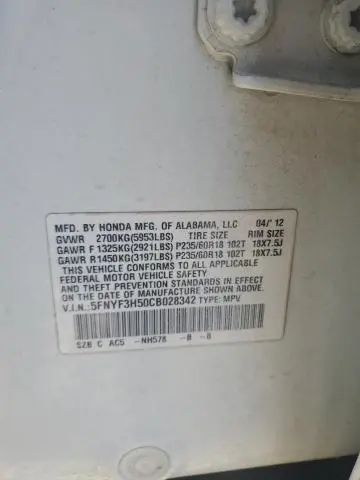 MFD. BY HONDA MFG. OF ALABAMA, LLC 04/'12
GVWR 2700KG(5953LBS) TIRE SIZE RIM SIZE
GAWR F 1325KG(2921LBS) P235/60R18 102T 18X7.5J
GAWR R 1450KG(3197LBS) P235/60R18 102T 18X7.5J
THIS VEHICLE CONFORMS TO ALL APPLICABLE
FEDERAL MOTOR VEHICLE SAFETY AND
THEFT PREVENTION STANDARDS IN EFFECT
ON THE DATE OF MANUFACTURE SHOWN ABOVE.
V.I.N.:5FNYF3H50CB028342 TYPE: MPV
SZB C AC5 -NH578 -B -B